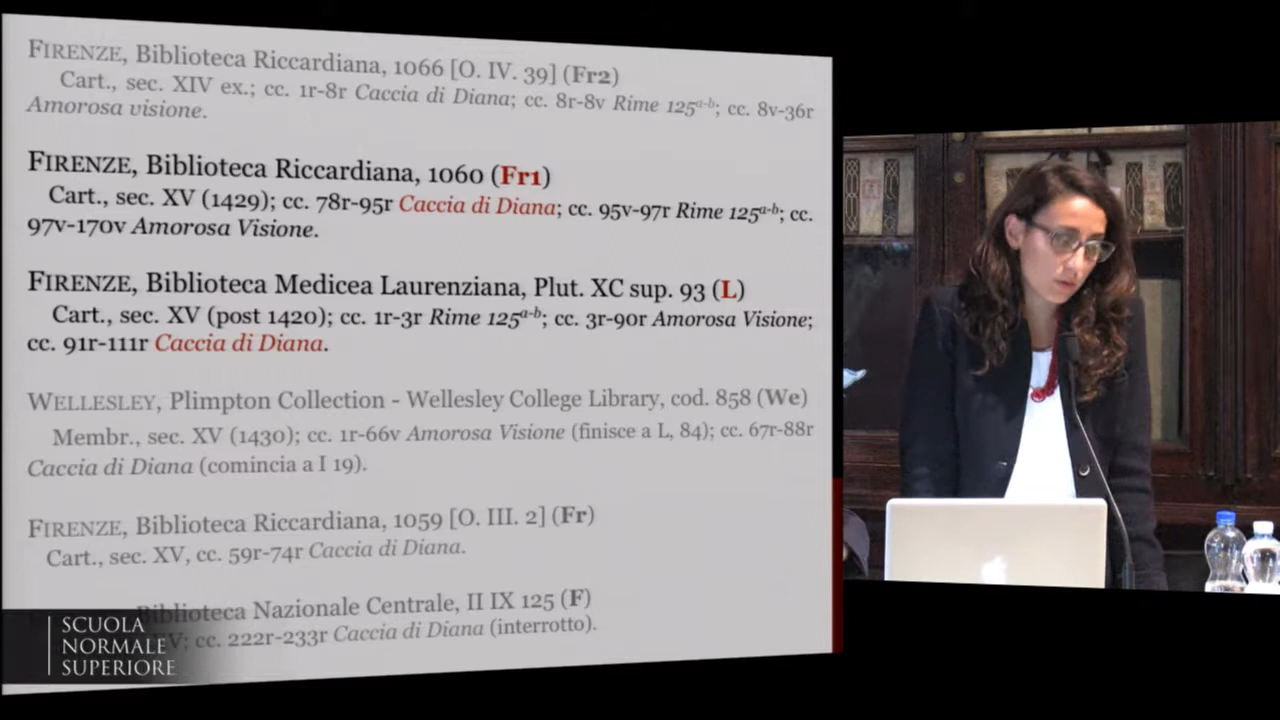 FIRENZE, Biblioteca Riccardiana, 1066 [O. IV. 39] (Fr2)
Cart., sec. XIV ex.; cc. 1r-8r Caccia di Diana; cc. 8r-8v Rime 125a-b; cc. 8v-36r
Amorosa visione.
FIRENZE, Biblioteca Riccardiana, 1060 (Fr1)
Cart., sec. XV (1429); cc. 78r-95r Caccia di Diana; cc. 95v-97r Rime 125a-b; cc.
97v-170v Amorosa Visione.
FIRENZE, Biblioteca Medicea Laurenziana, Plut. XC sup. 93 (L)
Cart., sec. XV (post 1420); cc. 1r-3r Rime 125a-b; cc. 3r-90r Amorosa Visione;
cc. 91r-111r Caccia di Diana.
WELLESLEY, Plimpton Collection - Wellesley College Library, cod. 858 (We)
Membr., sec. XV (1430); cc. 1r-66v Amorosa Visione (finisce a L, 84); cc. 67r-88r
Caccia di Diana (comincia a I 19).
FIRENZE, Biblioteca Riccardiana, 1059 [O. III. 2] (Fr)
Cart., sec. XV, cc. 59r-74r Caccia di Diana.
Biblioteca Nazionale Centrale, II IX 125 (F)
cc. 222r-233r Caccia di Diana (interrotto).
SCUOLA
NORMALE
SUPERIORE